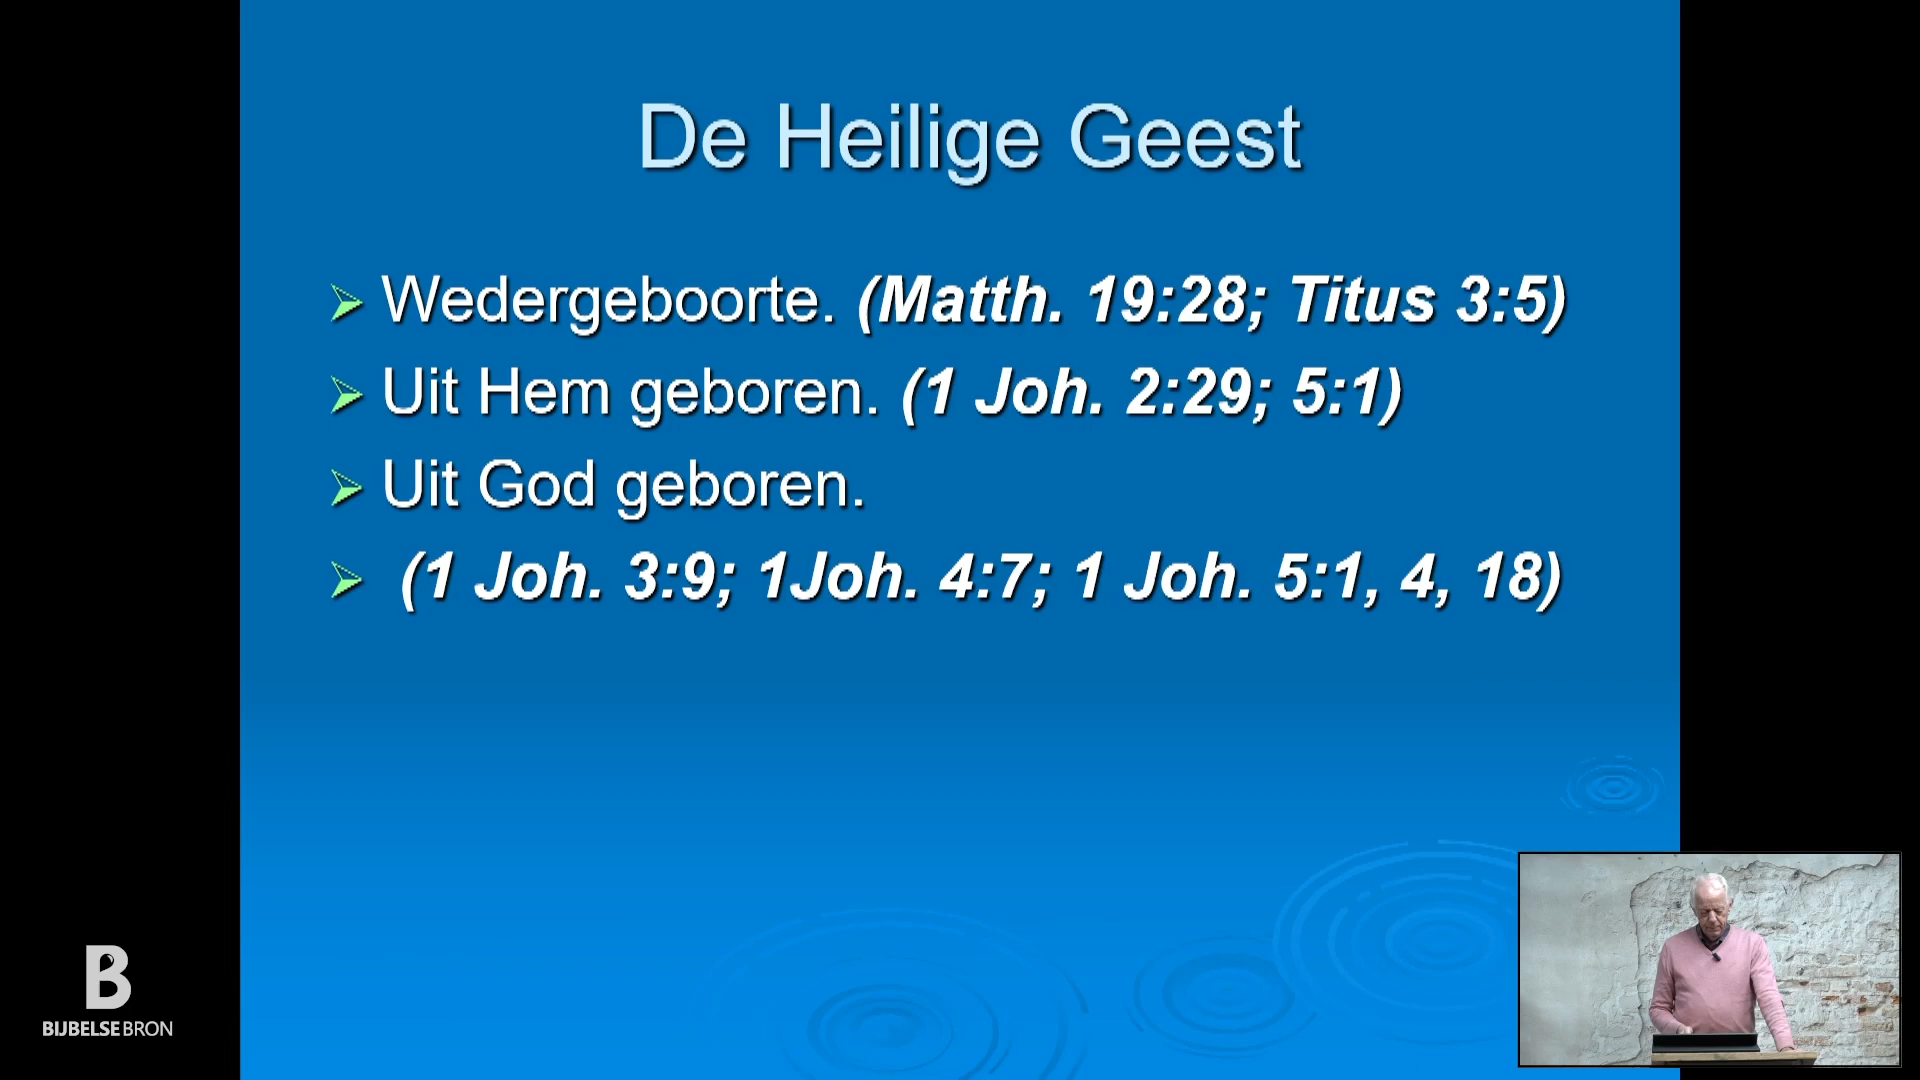 De Heilige Geest
Wedergeboorte. (Matth. 19:28; Titus 3:5)
Uit Hem geboren. (1 Joh. 2:29; 5:1)
Uit God geboren.
(1 Joh. 3:9; 1Joh. 4:7; 1 Joh. 5:1, 4, 18)
B
BIJBELSE BRON